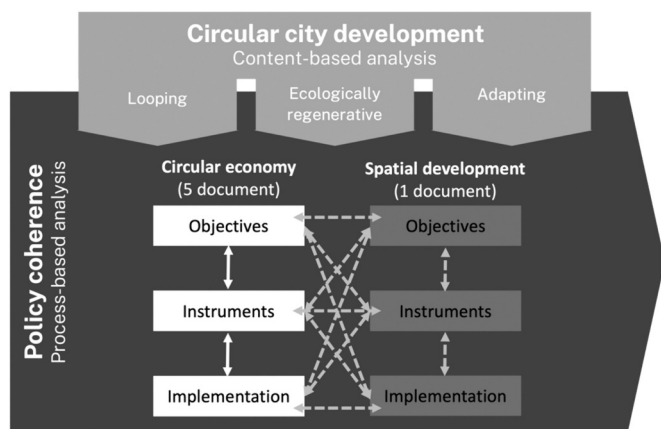 Circular city development
Content-based analysis
Looping
Ecologically
regenerative
Adapting
Policy coherence
Process-based analysis
Circular economy
(5 document)
Spatial development
(1 document)
Objectives
Objectives
Instruments
Instruments
Implementation
Implementation